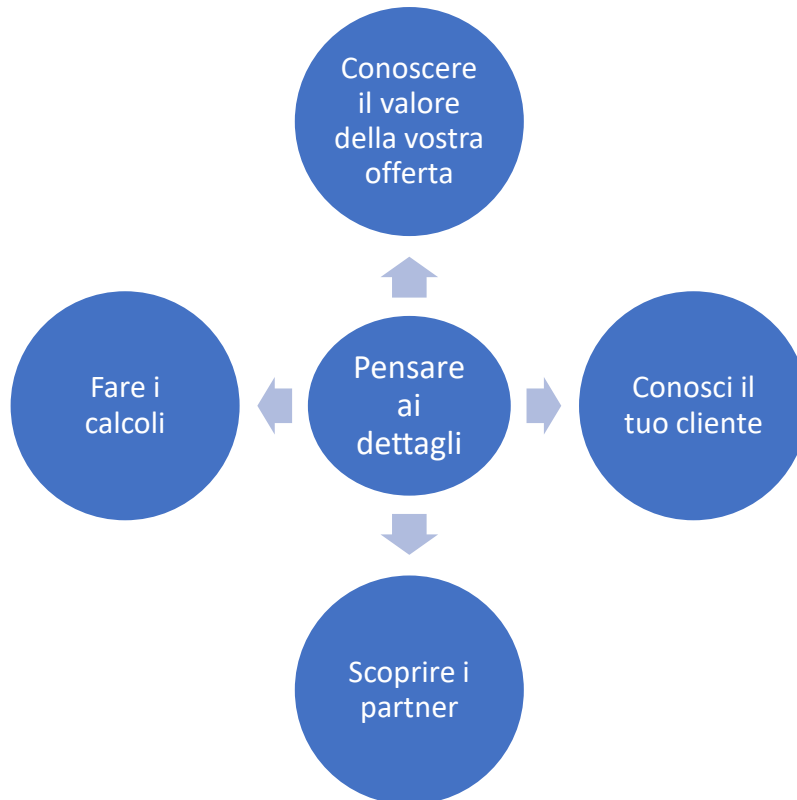 Conoscere
il valore
della vostra
offerta
Fare i
calcoli
Pensare
ai
dettagli
Conosci il
tuo cliente
Scoprire i
partner